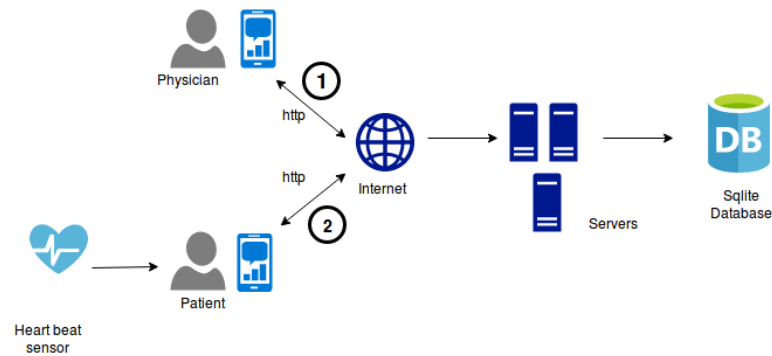 1
Physician
http
http
Internet
2
DB
Sqlite
Database
Servers
Patient
Heart beat
sensor